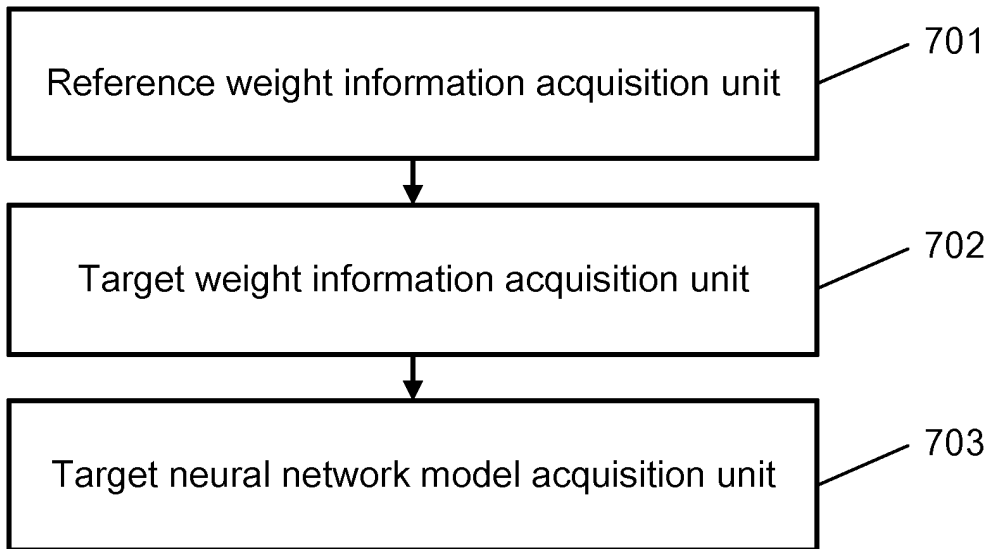 Reference weight information acquisition unit
701
Target weight information acquisition unit
702
Target neural network model acquisition unit
703